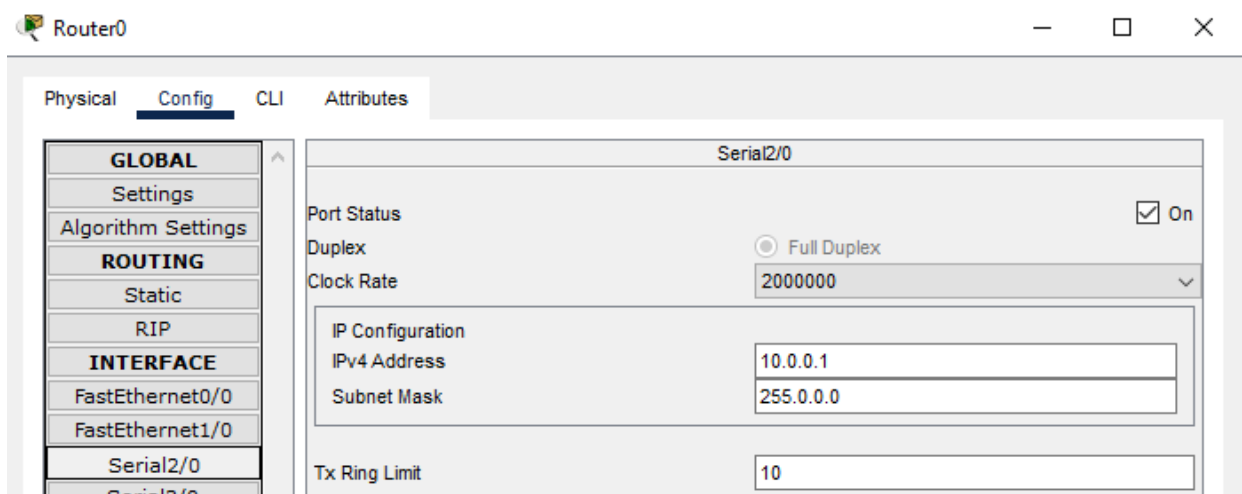 Router0
Physical Config CLI Attributes
GLOBAL
Settings
Algorithm Settings
ROUTING
Static
RIP
INTERFACE
FastEthernet0/0
FastEthernet1/0
Serial2/0
Serial3/0
Serial2/0
Port Status On
Duplex Full Duplex
Clock Rate 2000000
IP Configuration
IPv4 Address 10.0.0.1
Subnet Mask 255.0.0.0
Tx Ring Limit 10